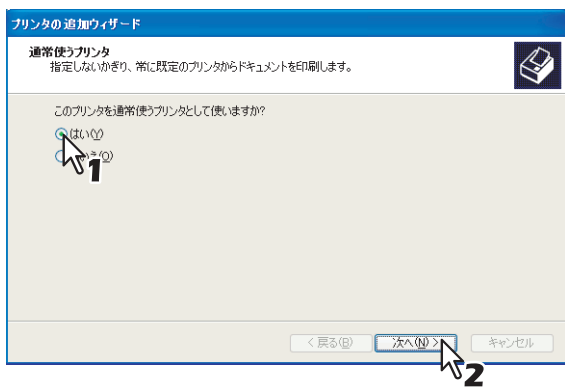 プリンタの追加ウィザード
通常使うプリンタ
指定しないかぎり、常に既定のプリンタからドキュメントを印刷します。
このプリンタを通常使うプリンタとして使いますか?
はい(Y)
1
(O)
< 戻る(B) 次へ(N) > キャンセル
2